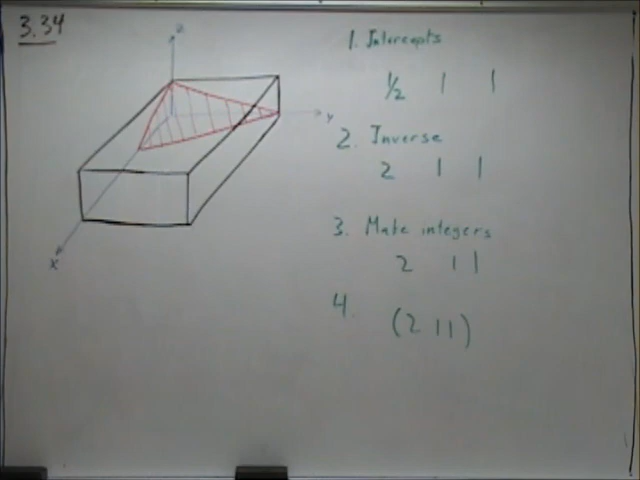 3.34
z
y
x
1. Intercepts
1/2 1 1
2. Inverse
2 1 1
3. Make integers
2 1 1
4.
(2 1 1)